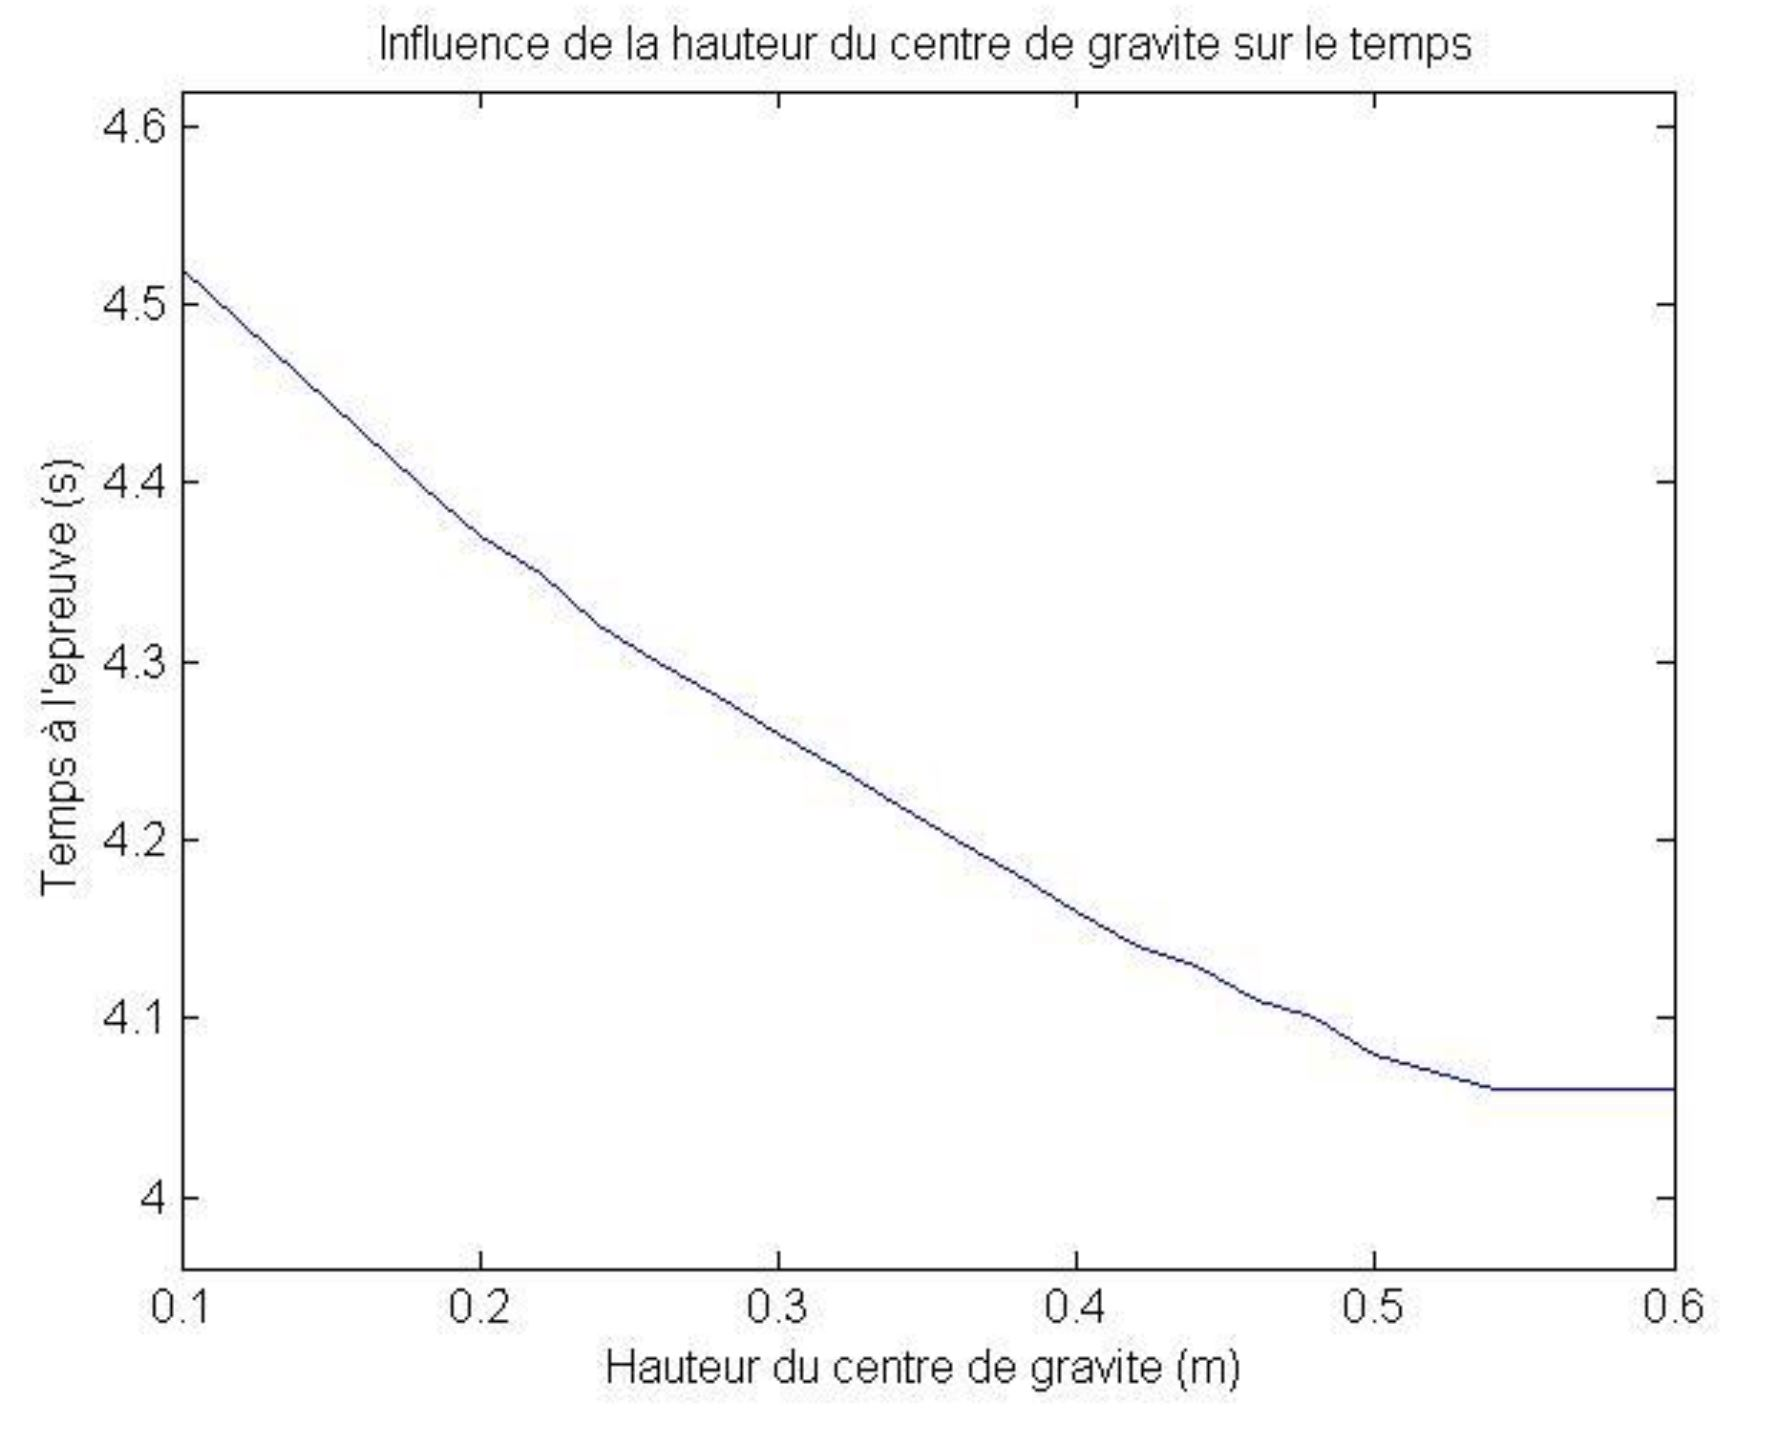 Influence de la hauteur du centre de gravite sur le temps
4.6
4.5
4.4
4.3
4.2
4.1
4
Temps à l'epreuve (s)
0.1 0.2 0.3 0.4 0.5 0.6
Hauteur du centre de gravite (m)